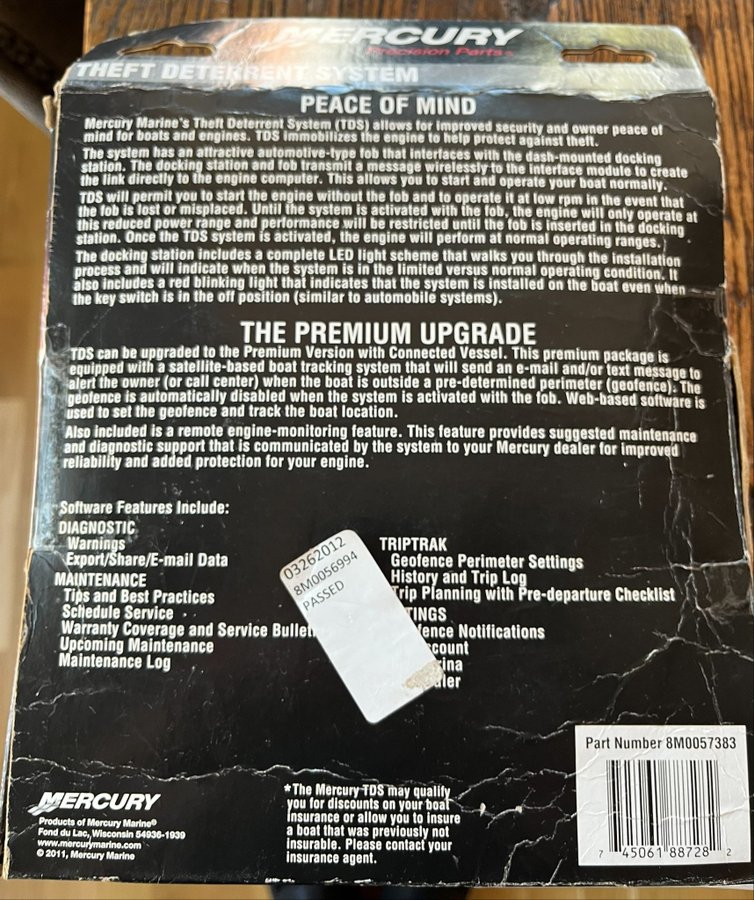 MERCURY
Precision Parts
THEFT DETERRENT SYSTEM
PEACE OF MIND
Mercury Marine's Theft Deterrent System (TDS) allows for improved security and owner peace of
mind for boats and engines. TDS immobilizes the engine to help protect against theft.
The system has an attractive automotive-type fob that interfaces with the dash-mounted docking
station. The docking station and fob transmit a message wirelessly to the interface module to create
the link directly to the engine computer. This allows you to start and operate your boat normally.
TDS will permit you to start the engine without the fob and to operate it at low rpm in the event that
the fob is lost or misplaced. Until the system is activated with the fob, the engine will only operate at
this reduced power range and performance will be restricted until the fob is inserted in the docking
station. Once the TDS system is activated, the engine will perform at normal operating ranges.
The docking station includes a complete LED light scheme that walks you through the installation
process and will indicate when the system is in the limited versus normal operating condition. It
also includes a red blinking light that indicates that the system is installed on the boat even when
the key switch is in the off position (similar to automobile systems).
THE PREMIUM UPGRADE
TDS can be upgraded to the Premium Version with Connected Vessel. This premium package is
equipped with a satellite-based boat tracking system that will send an e-mail and/or text message to
alert the owner (or call center) when the boat is outside a pre-determined perimeter (geofence). The
geofence is automatically disabled when the system is activated with the fob. Web-based software is
used to set the geofence and track the boat location.
Also included is a remote engine-monitoring feature. This feature provides suggested maintenance
and diagnostic support that is communicated by the system to your Mercury dealer for improved
reliability and added protection for your engine.
Software Features Include:
DIAGNOSTIC
Warnings
Export/Share/E-mail Data
MAINTENANCE
Tips and Best Practices
Schedule Service
Warranty Coverage and Service Bulletin
Upcoming Maintenance
Maintenance Log
03262012
8M0056994
PASSED
TRIPTRAK
Geofence Perimeter Settings
History and Trip Log
Trip Planning with Pre-departure Checklist
TINGS
fence Notifications
count
ina
ler
Part Number 8M0057383
7 45061 88728 2
MERCURY
Products of Mercury Marine®
Fond du Lac, Wisconsin 54936-1939
www.mercurymarine.com
© 2011, Mercury Marine
*The Mercury TDS may qualify
you for discounts on your boat
insurance or allow you to insure
a boat that was previously not
insurable. Please contact your
insurance agent.